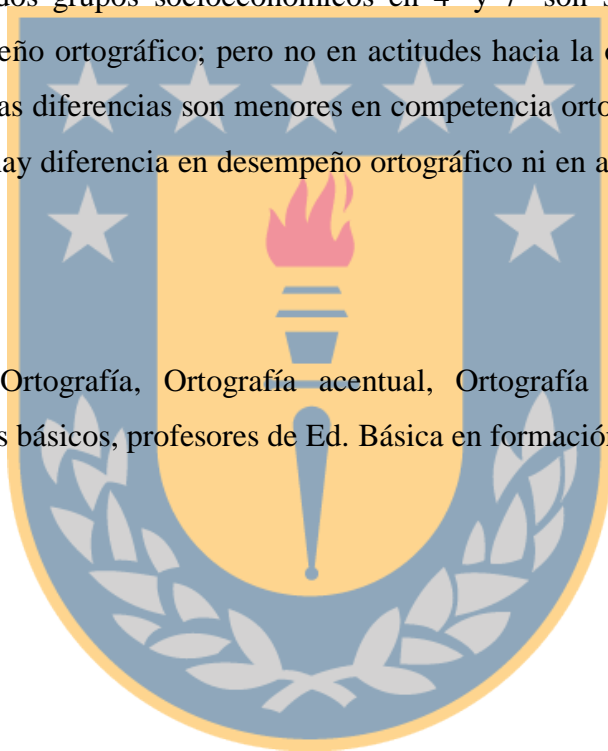 dos grupos socioeconómicos en 4° y 7° son s
eño ortográfico; pero no en actitudes hacia la
as diferencias son menores en competencia orto
hay diferencia en desempeño ortográfico ni en a
Ortografía, Ortografía acentual, Ortografía
s básicos, profesores de Ed. Básica en formación